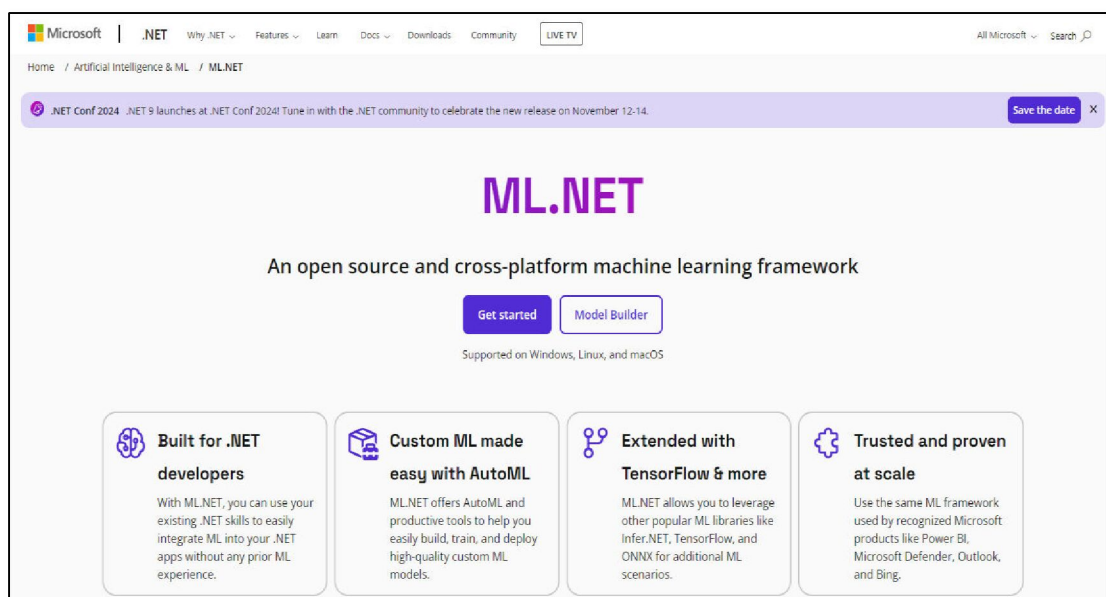 Microsoft .NET Why .NET Features Learn Docs Downloads Community LIVE TV All Microsoft Search
Home / Artificial Intelligence & ML / ML.NET
.NET Conf 2024 .NET 9 launches at .NET Conf 2024! Tune in with the .NET community to celebrate the new release on November 12-14. Save the date X
ML.NET
An open source and cross-platform machine learning framework
Get started Model Builder
Supported on Windows, Linux, and macOS
Built for .NET
developers
With ML.NET, you can use your
existing .NET skills to easily
integrate ML into your .NET
apps without any prior ML
experience.
Custom ML made
easy with AutoML
ML.NET offers AutoML and
productive tools to help you
easily build, train, and deploy
high-quality custom ML
models.
Extended with
TensorFlow & more
ML.NET allows you to leverage
other popular ML libraries like
Infer.NET, TensorFlow, and
ONNX for additional ML
scenarios.
Trusted and proven
at scale
Use the same ML framework
used by recognized Microsoft
products like Power BI,
Microsoft Defender, Outlook,
and Bing.